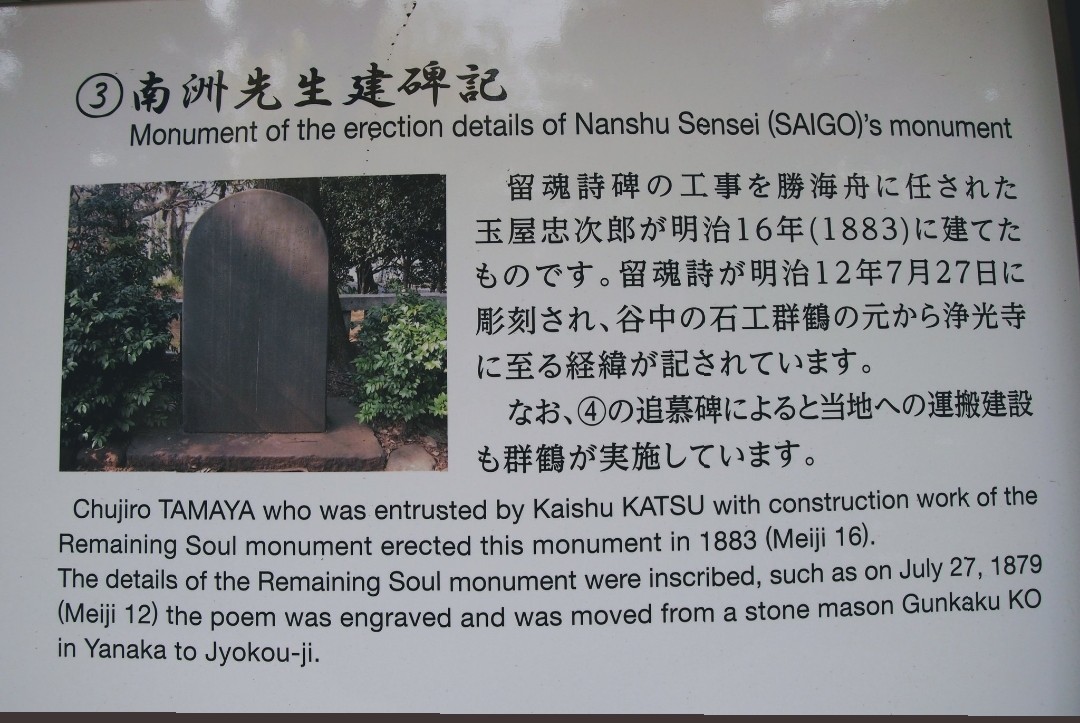 ③南洲先生建碑記
Monument of the erection details of Nanshu Sensei (SAIGO)'s monument
留魂詩碑の工事を勝海舟に任された
玉屋忠次郎が明治16年(1883)に建てた
ものです。留魂詩が明治12年7月27日に
彫刻され、谷中の石工群鶴の元から浄光寺
に至る経緯が記されています。
なお、④の追慕碑によると当地への運搬建設
も群鶴が実施しています。
Chujiro TAMAYA who was entrusted by Kaishu KATSU with construction work of the
Remaining Soul monument erected this monument in 1883 (Meiji 16).
The details of the Remaining Soul monument were inscribed, such as on July 27, 1879
(Meiji 12) the poem was engraved and was moved from a stone mason Gunkaku KO
in Yanaka to Jyokou-ji.